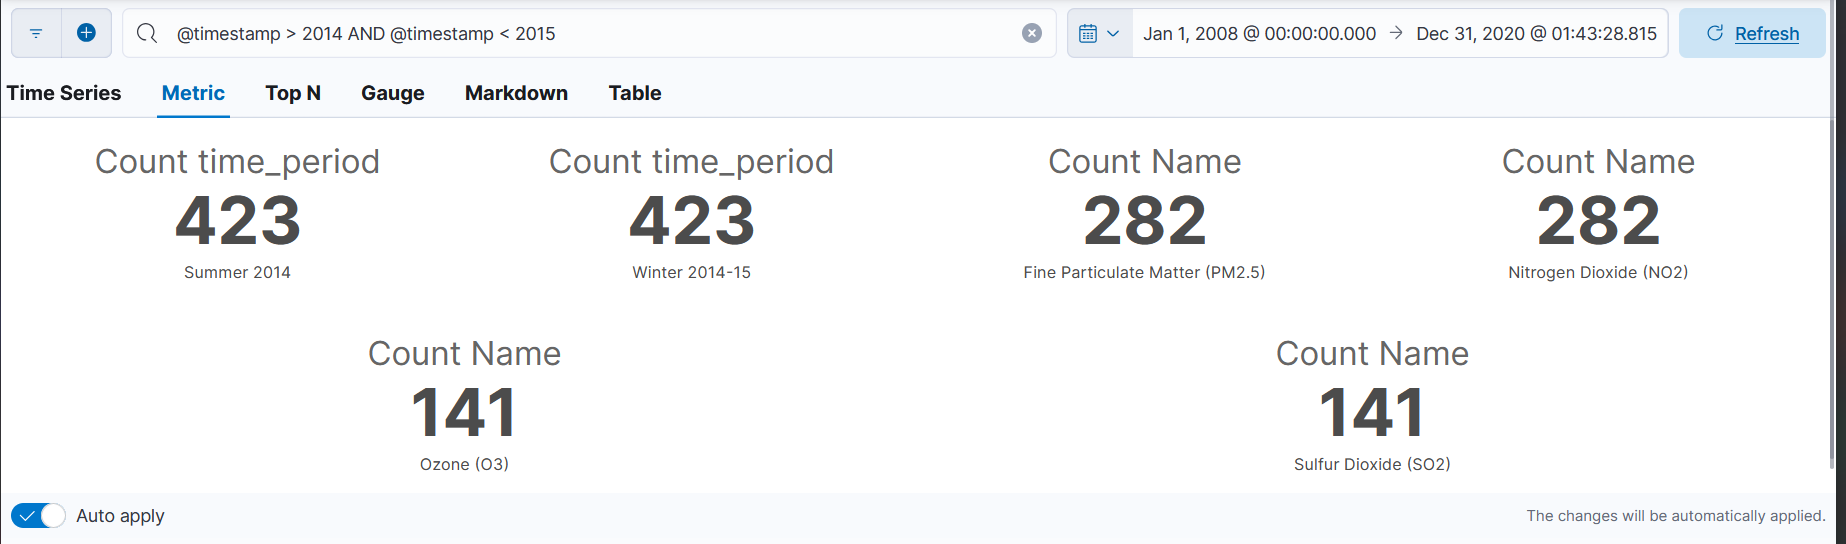 @timestamp > 2014 AND @timestamp < 2015
Jan 1, 2008 @ 00:00:00.000 → Dec 31, 2020 @ 01:43:28.815
Refresh
Time Series Metric Top N Gauge Markdown Table
Count time_period
423
Summer 2014
Count time_period
423
Winter 2014-15
Count Name
282
Fine Particulate Matter (PM2.5)
Count Name
282
Nitrogen Dioxide (NO2)
Count Name
141
Ozone (O3)
Count Name
141
Sulfur Dioxide (SO2)
Auto apply
The changes will be automatically applied.